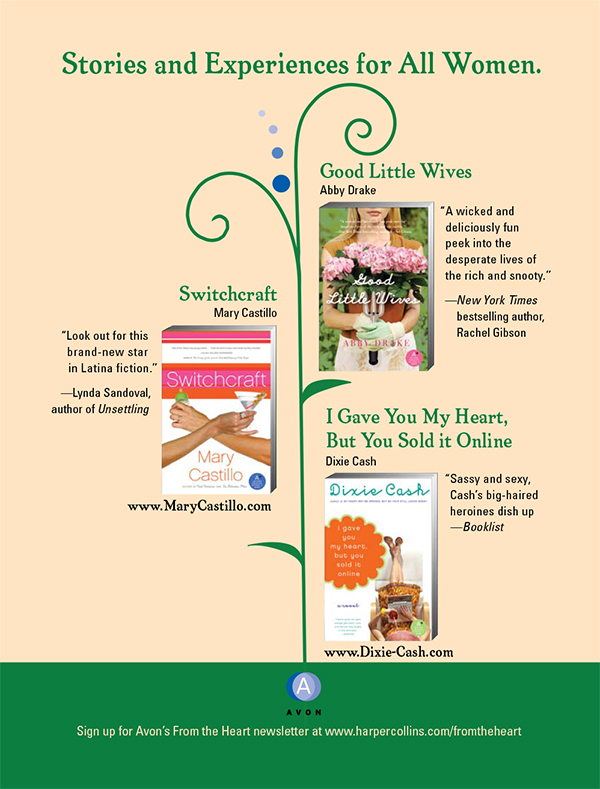 Stories and Experiences for All Women.
Good Little Wives
Abby Drake
“A wicked and
deliciously fun
peek into the
desperate lives of
the rich and snooty.”
—New York Times
bestselling author,
Rachel Gibson
Good
Little Wives
ABBY DRAKE
Switchcraft
Mary Castillo
“Look out for this
brand-new star
in Latina fiction.”
—Lynda Sandoval,
author of Unsettling
Switchcraft
Mary
Castillo
www.MaryCastillo.com
I Gave You My Heart,
But You Sold it Online
Dixie Cash
“Sassy and sexy,
Cash’s big-haired
heroines dish up
—Booklist
Dixie Cash
i gave
you
my heart,
but you
sold it
online
a novel
www.Dixie-Cash.com
A
AVON
Sign up for Avon’s From the Heart newsletter at www.harpercollins.com/fromtheheart